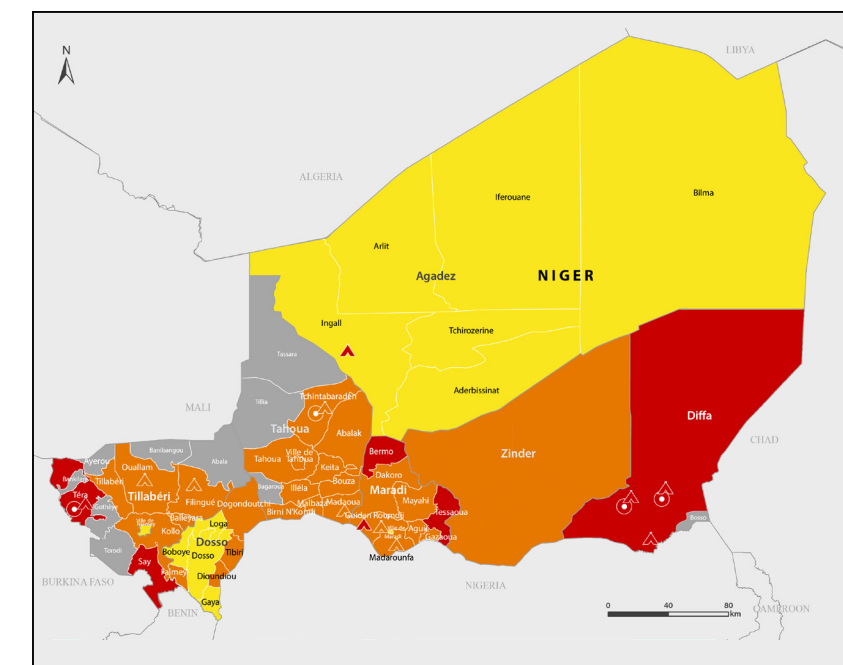 N
LIBYA
ALGERIA
Iferouane
Bilma
Arlit
Agadez
NIGER
Ingall
Tchirozerine
Tassara
Aderbissinat
Tchintabaraden
Tillia
MALI
Diffa
Tahoua
Abalak
CHAD
Bermo
Banibangou
Zinder
Ayerou
Abala
Tahoua
Ville de
Tahoua
Keita
Dakoro
Ouallam
Tillabéri
Bouza
Bagaroua
Illéla
Maradi
Téra
Tillabéri
Filingué
Dogondoutchi
Mayahi
Gothèye
Malbaza
Madaoua
Birni N'Konni
Tessaoua
Guidan Roumdji
Bosso
Balleyara
Loga
Kollo
Aguié
Gazaoua
Dosso
Torodi
Boboye
Dosso
Tibiri
Madarounfa
Say
Falmey
Dioundiou
BURKINA FASO
NIGERIA
Gaya
BENIN
0 40 80
km
CAMEROON